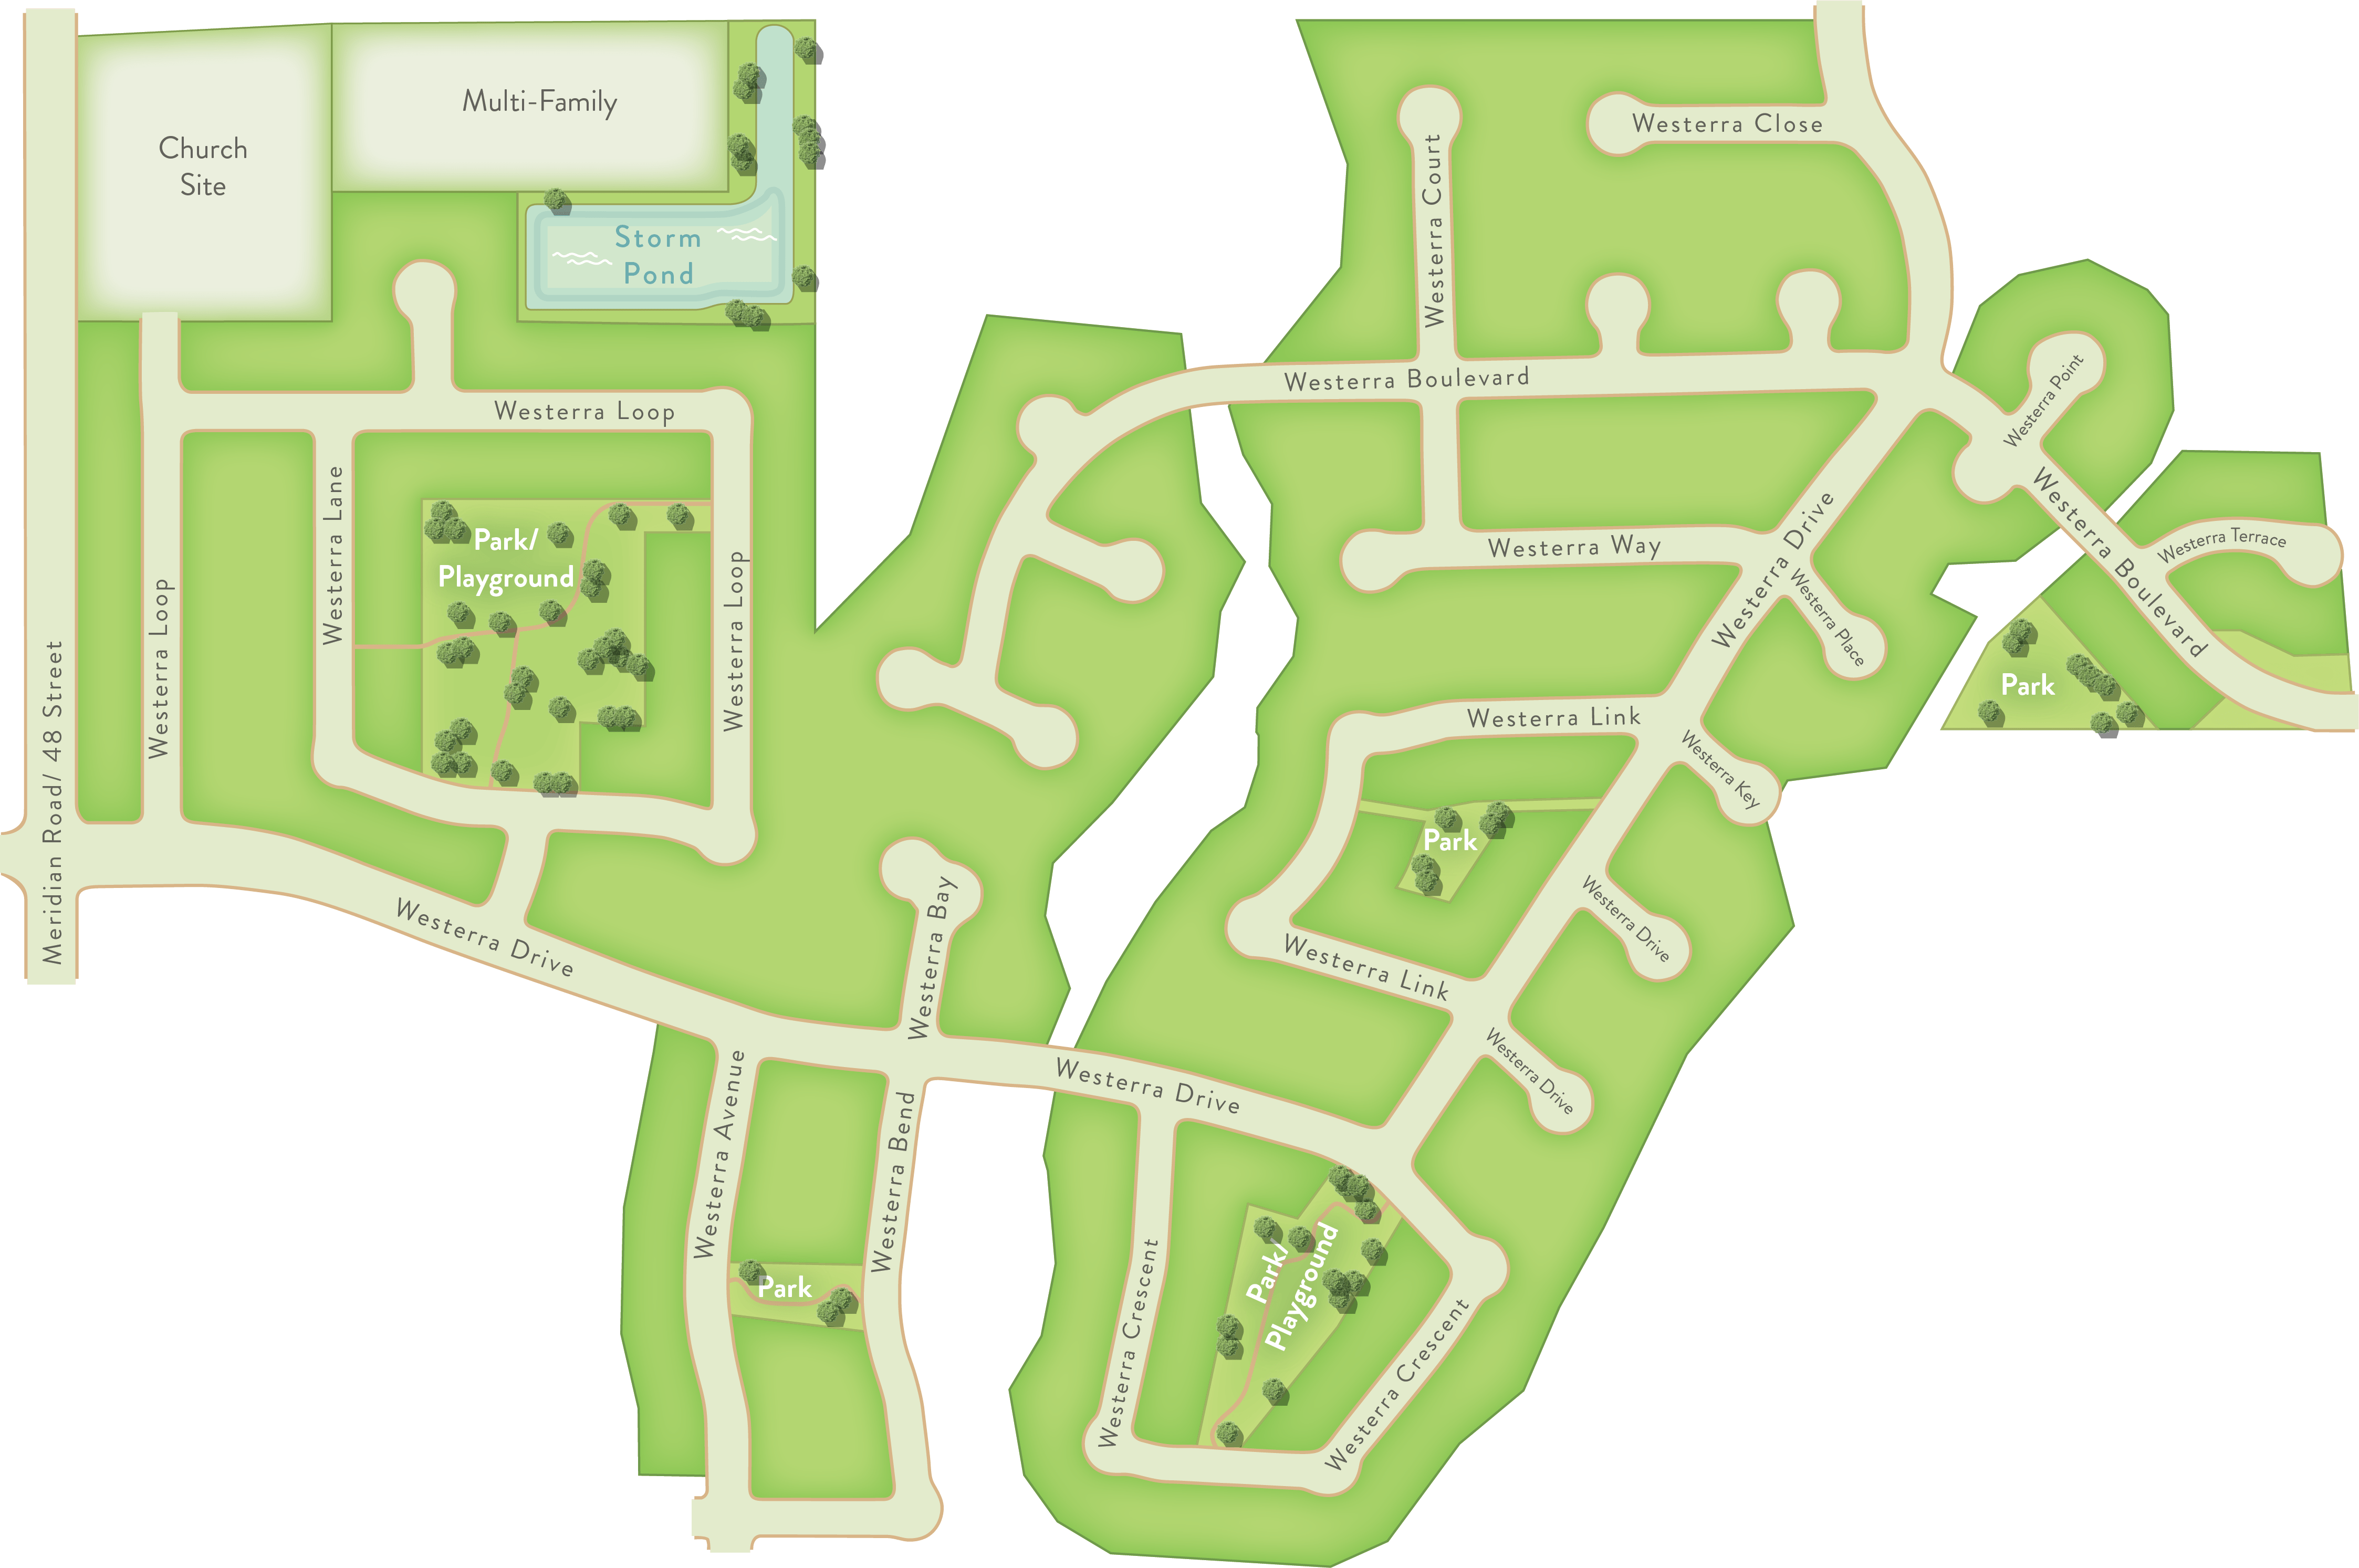 Church
Site
Multi-Family
Storm
Pond
Westerra Loop
Westerra Lane
Westerra Loop
Westerra Loop
Park/
Playground
Meridian Road/ 48 Street
Westerra Drive
Westerra Bay
Westerra Avenue
Westerra Bend
Park
Westerra Drive
Westerra Crescent
Park/
Playground
Westerra Crescent
Westerra Court
Westerra Close
Westerra Boulevard
Westerra Way
Westerra Drive
Westerra Place
Westerra Link
Westerra Key
Park
Westerra Link
Westerra Drive
Westerra Drive
Westerra Point
Westerra Boulevard
Westerra Terrace
Park